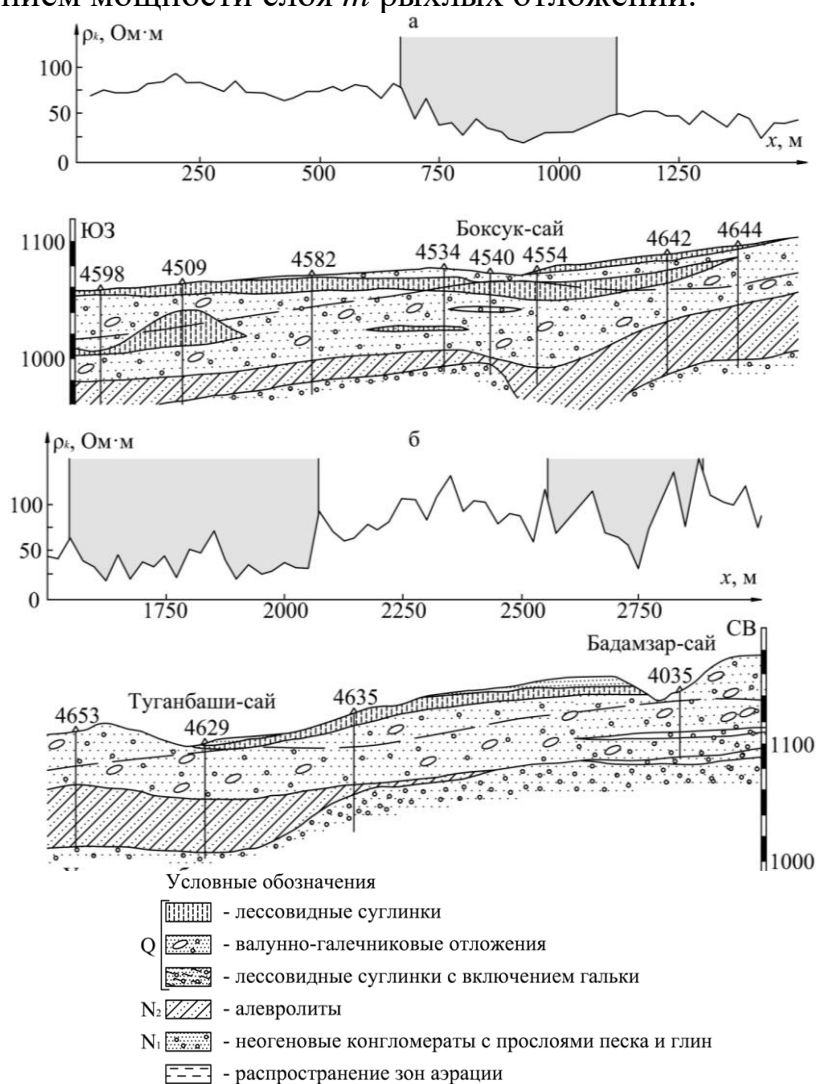 нием мощности слоя m рыхлых отложений.
а
ρk, Ом·м
100
50
0
250 500 750 1000 1250
x, м
1100
ЮЗ
Боксук-сай
4598 4509 4582 4534 4540 4554 4642 4644
1000
ρk, Ом·м
б
100
50
0
1750 2000 2250 2500 2750
x, м
СВ
Бадамзар-сай
4035
Туганбаши-сай
4653 4629 4635
1100
1000
Условные обозначения
- лессовидные суглинки
Q - валунно-галечниковые отложения
- лессовидные суглинки с включением гальки
N2 - алевролиты
N1 - неогеновые конгломераты с прослоями песка и глин
- распространение зон аэрации